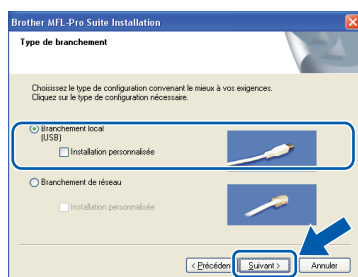 Brother MFL-Pro Suite Installation
Type de branchement
Choisissez le type de configuration convenant le mieux à vos exigences.
Cliquez sur le type de configuration nécessaire.
Branchement local
(USB)
Installation personnalisée
Branchement de réseau
Installation personnalisée
< Précéden Suivant > Annuler